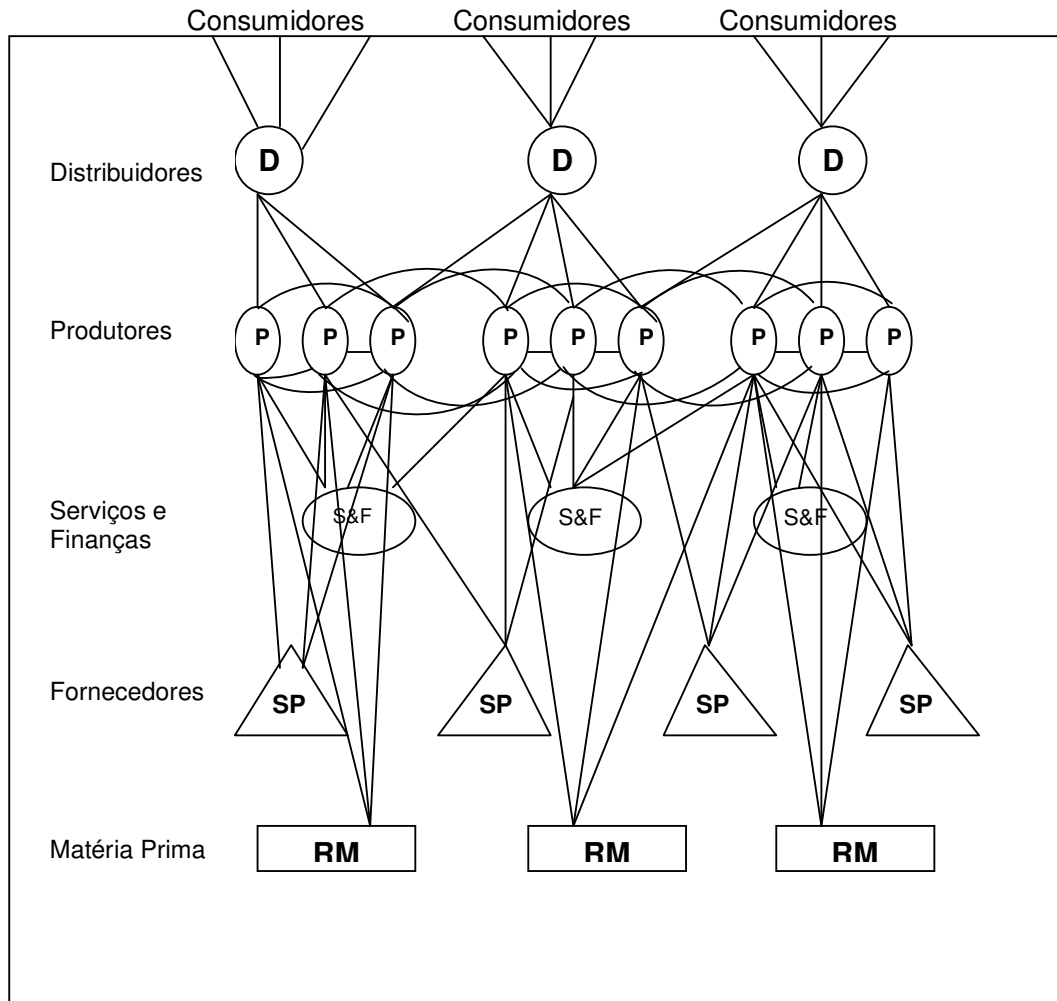 Consumidores Consumidores Consumidores
Distribuidores D D D
Produtores P P P P P P P P P
Serviços e
Finanças S&F S&F S&F
Fornecedores SP SP SP SP
Matéria Prima RM RM RM